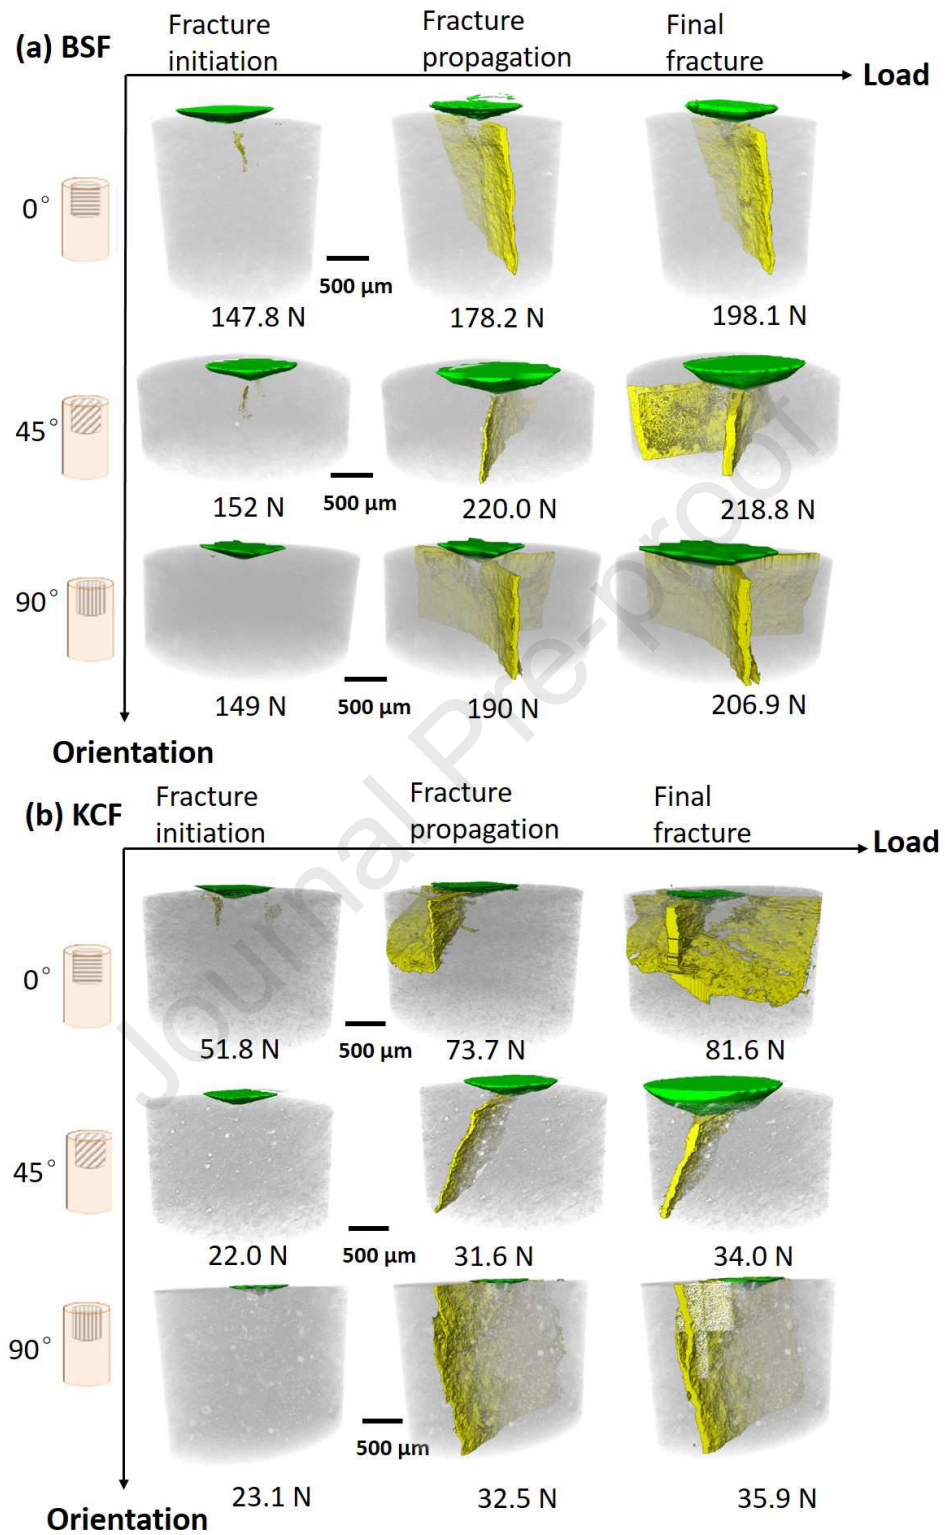 (a) BSF
Fracture
initiation
Fracture
propagation
Final
fracture
Load
0°
500 µm
147.8 N
178.2 N
198.1 N
45°
500 µm
152 N
220.0 N
218.8 N
90°
500 µm
149 N
190 N
206.9 N
Orientation
(b) KCF
Fracture
initiation
Fracture
propagation
Final
fracture
Load
0°
500 µm
51.8 N
73.7 N
81.6 N
45°
500 µm
22.0 N
31.6 N
34.0 N
90°
500 µm
23.1 N
32.5 N
35.9 N
Orientation
Journal Pre-proof